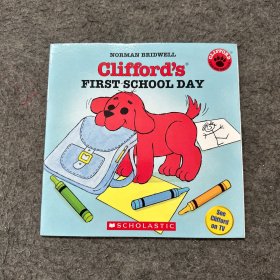 NORMAN BRIDWELL
Clifford's®
FIRST SCHOOL DAY
See
Clifford
on TV
SCHOLASTIC